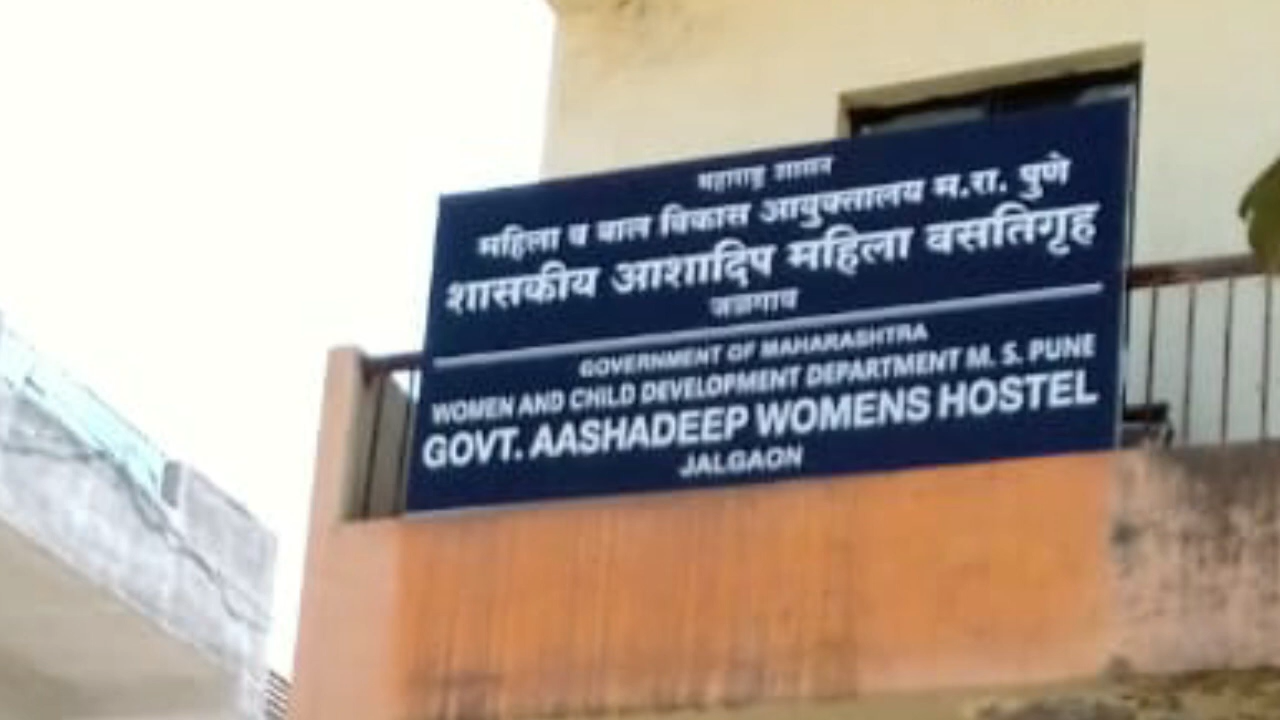 महाराष्ट्र शासन
महिला व बाल विकास आयुक्तालय म.रा. पुणे
शासकीय आशादिप महिला वसतिगृह
जळगाव
GOVERNMENT OF MAHARASHTRA
WOMEN AND CHILD DEVELOPMENT DEPARTMENT M. S. PUNE
GOVT. AASHADEEP WOMENS HOSTEL
JALGAON